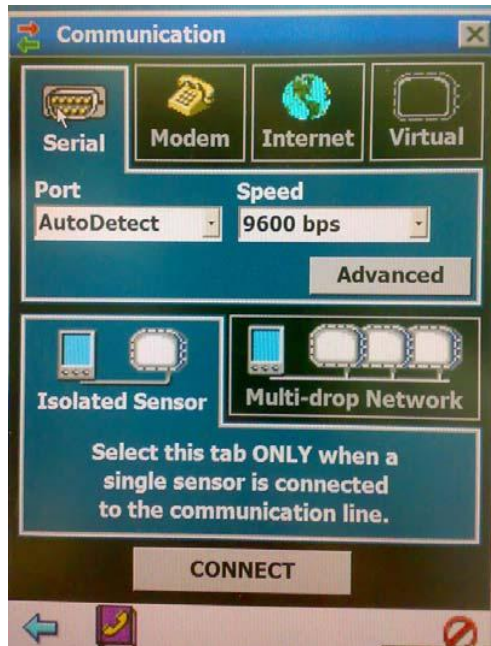 Communication
Serial
Modem
Internet
Virtual
Port
Speed
AutoDetect
9600 bps
Advanced
Isolated Sensor
Multi-drop Network
Select this tab ONLY when a
single sensor is connected
to the communication line.
CONNECT